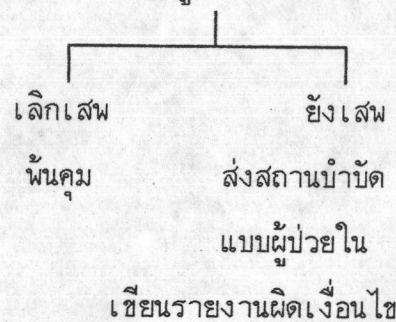 เลิกเสพ ยังเสพ
พ้นคุม ส่งสถานบำบัด
แบบผู้ป่วยใน
เขียนรายงานผิดเงื่อนไข